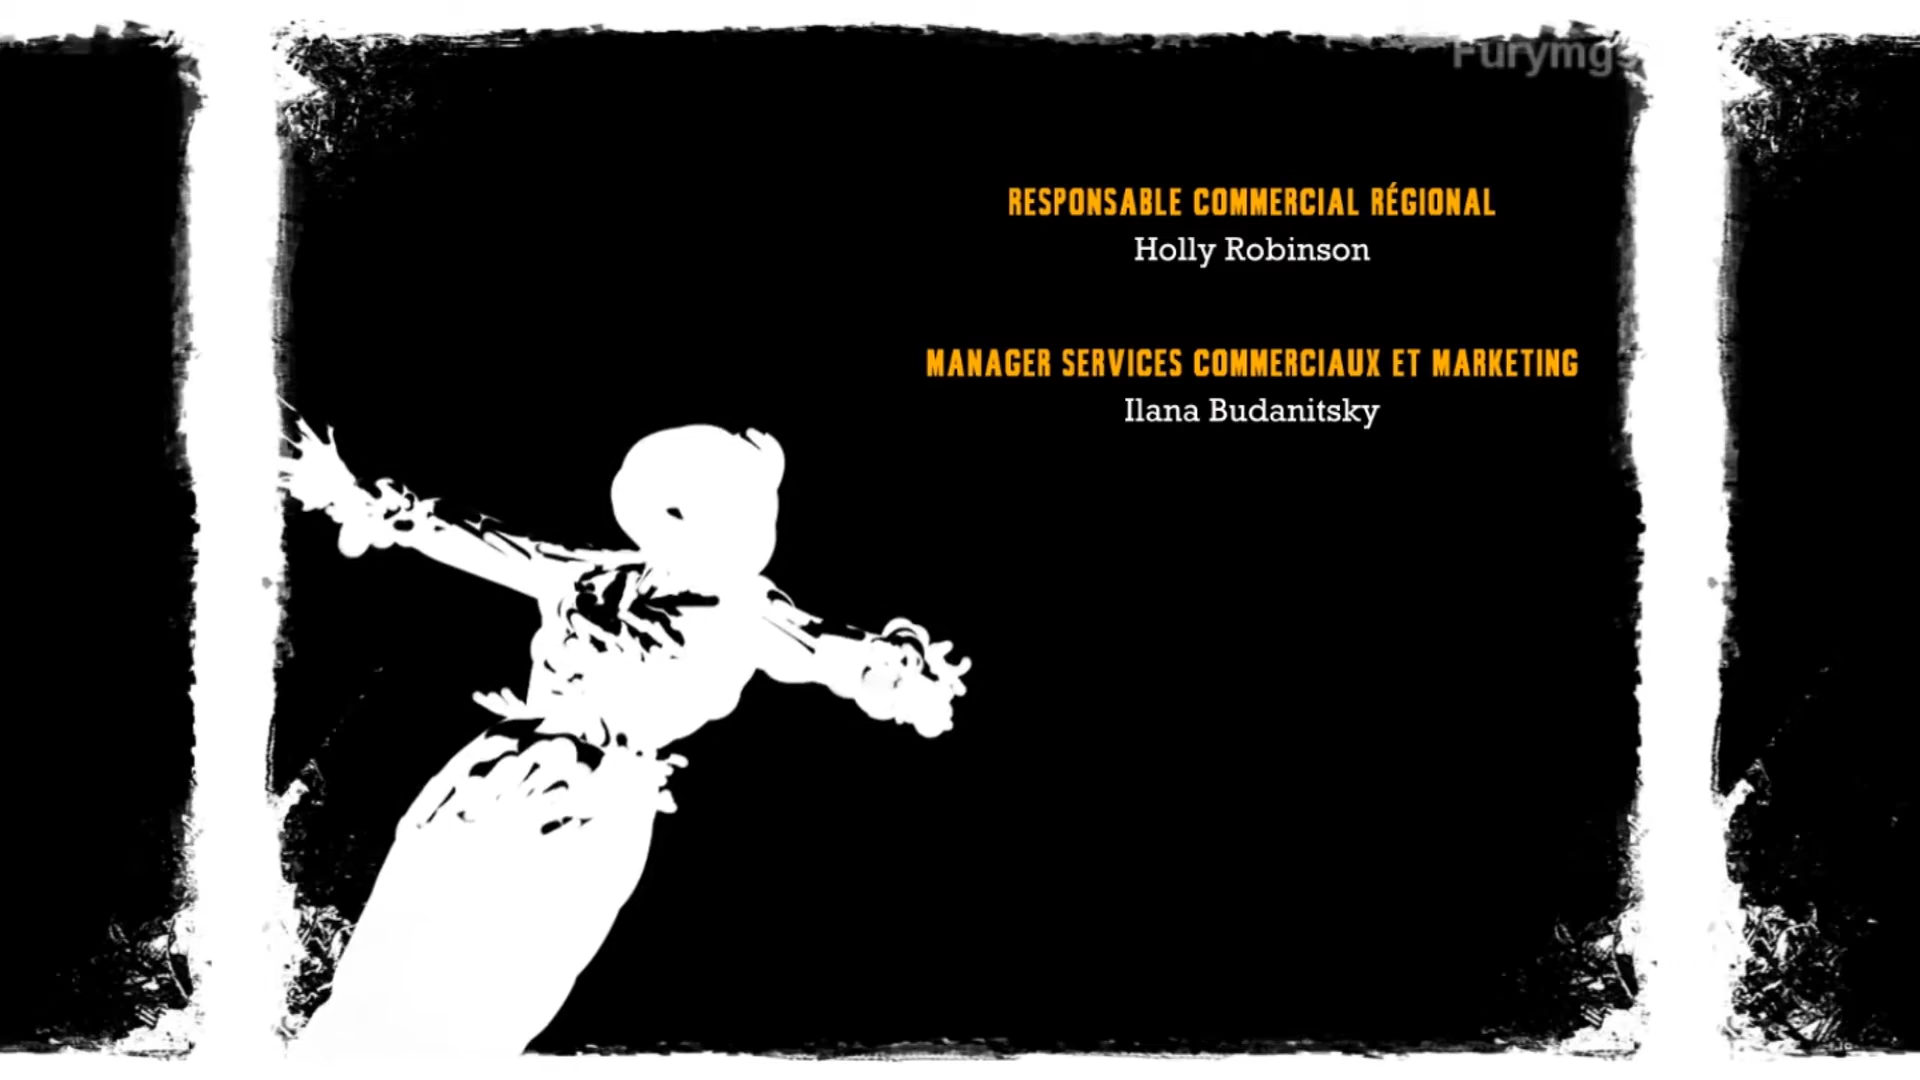 Furymgs
RESPONSABLE COMMERCIAL RÉGIONAL
Holly Robinson
MANAGER SERVICES COMMERCIAUX ET MARKETING
Ilana Budanitsky